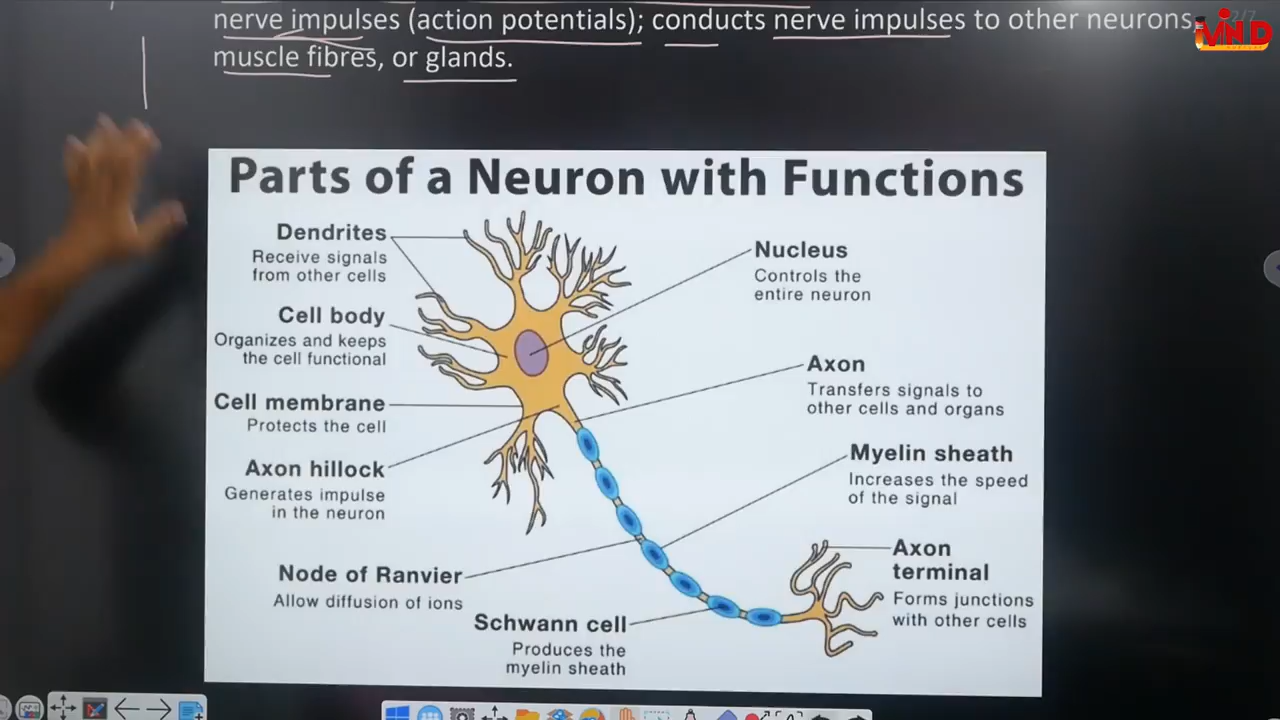 nerve impulses (action potentials); conducts nerve impulses to other neurons,
muscle fibres, or glands.
Parts of a Neuron with Functions
Dendrites
Receive signals
from other cells
Cell body
Organizes and keeps
the cell functional
Cell membrane
Protects the cell
Axon hillock
Generates impulse
in the neuron
Node of Ranvier
Allow diffusion of ions
Schwann cell
Produces the
myelin sheath
Nucleus
Controls the
entire neuron
Axon
Transfers signals to
other cells and organs
Myelin sheath
Increases the speed
of the signal
Axon
terminal
Forms junctions
with other cells